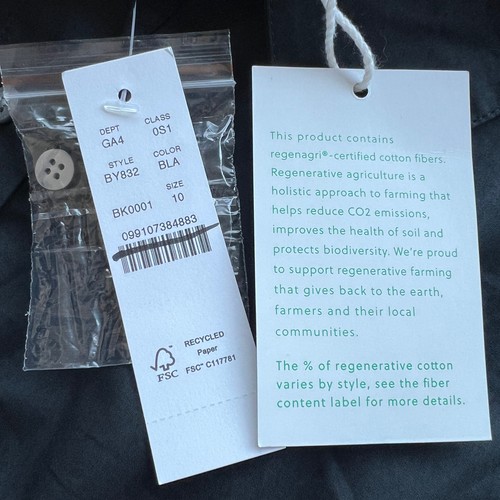 DEPT CLASS
GA4 0S1
STYLE COLOR
BY832 BLA
SIZE
BK0001 10
099107384883
FSC
RECYCLED
Paper
FSC™ C117781
This product contains
regenagri®-certified cotton fibers.
Regenerative agriculture is a
holistic approach to farming that
helps reduce CO2 emissions,
improves the health of soil and
protects biodiversity. We're proud
to support regenerative farming
that gives back to the earth,
farmers and their local
communities.
The % of regenerative cotton
varies by style, see the fiber
content label for more details.